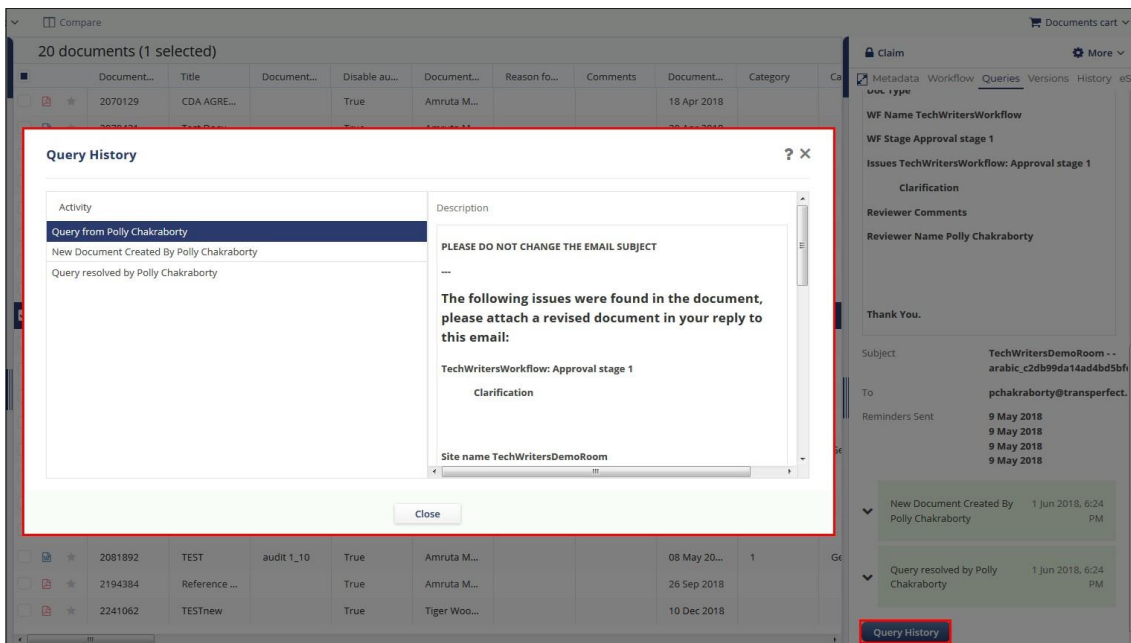 Compare
Documents cart
20 documents (1 selected)
Document... Title Document... Disable au... Document... Reason fo... Comments Document... Category Ca
2070129 CDA AGRE... True Amruta M... 18 Apr 2018
Query History
? ×
Activity
Query from Polly Chakraborty
New Document Created By Polly Chakraborty
Query resolved by Polly Chakraborty
Description
PLEASE DO NOT CHANGE THE EMAIL SUBJECT
---
The following issues were found in the document,
please attach a revised document in your reply to
this email:
TechWritersWorkflow: Approval stage 1
Clarification
Site name TechWritersDemoRoom
Close
2081892 TEST audit 1_10 True Amruta M... 08 May 20... 1 Ge
2194384 Reference ... True Amruta M... 26 Sep 2018
2241062 TESTnew True Tiger Woo... 10 Dec 2018
Claim
More
Metadata Workflow Queries Versions History eS
Doc Type
WF Name TechWritersWorkflow
WF Stage Approval stage 1
Issues TechWritersWorkflow: Approval stage 1
Clarification
Reviewer Comments
Reviewer Name Polly Chakraborty
Thank You.
Subject TechWritersDemoRoom - -
arabic_c2db99da14ad4bd5bf
To pchakraborty@transperfect.
Reminders Sent 9 May 2018
9 May 2018
9 May 2018
9 May 2018
New Document Created By 1 Jun 2018, 6:24
Polly Chakraborty PM
Query resolved by Polly 1 Jun 2018, 6:24
Chakraborty PM
Query History